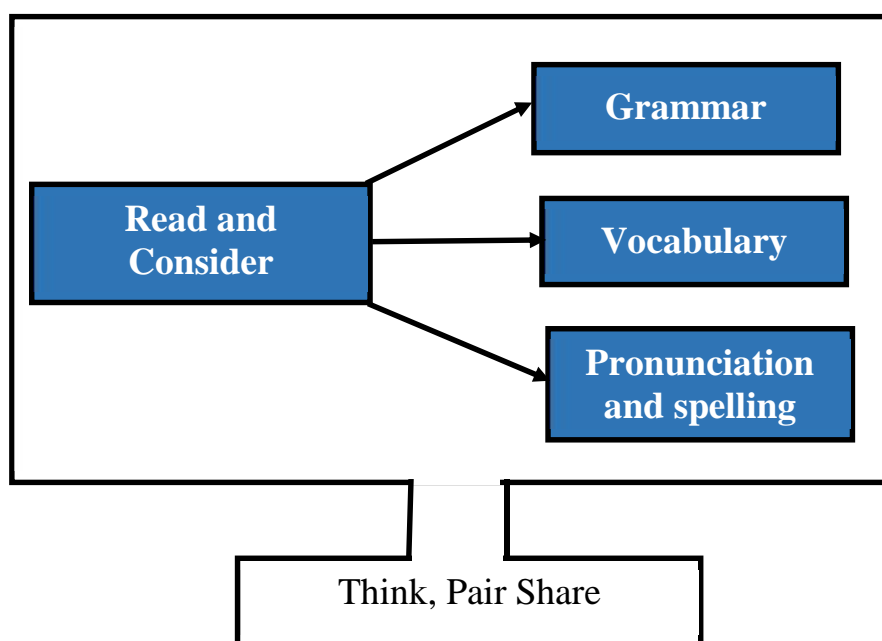 Grammar
Read and
Consider
Vocabulary
Pronunciation
and spelling
Think, Pair Share